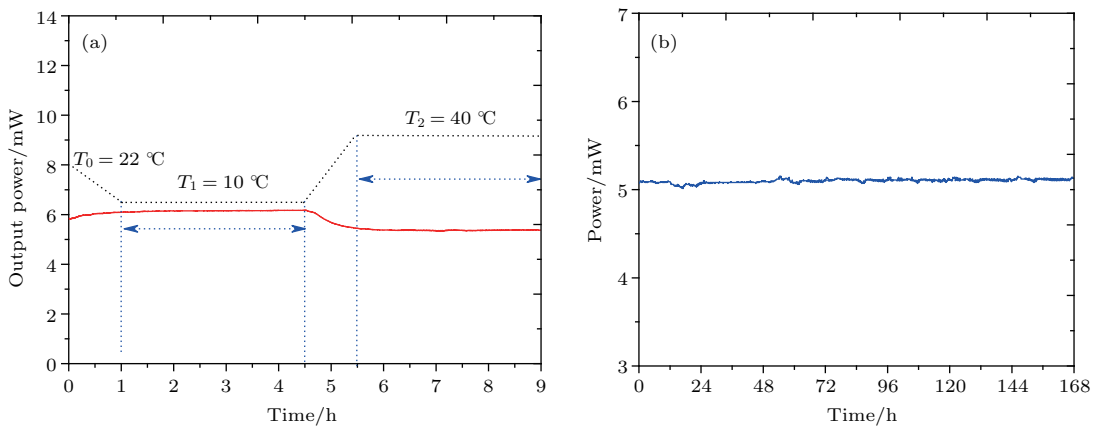 (a)
14
12
10
8
6
4
2
0
Output power/mW
T0 = 22 ℃
T1 = 10 ℃
T2 = 40 ℃
0 1 2 3 4 5 6 7 8 9
Time/h
(b)
7
6
5
4
3
Power/mW
0 24 48 72 96 120 144 168
Time/h